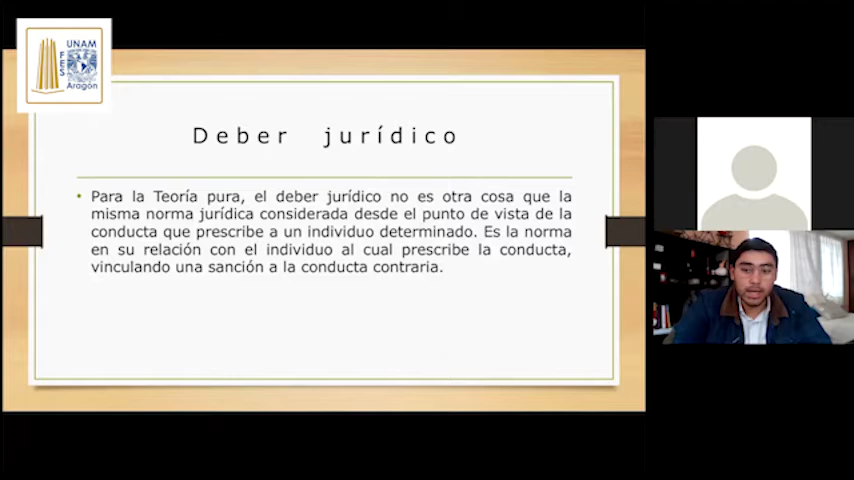 UNAM
FES
Aragón
Deber jurídico
• Para la Teoría pura, el deber jurídico no es otra cosa que la
misma norma jurídica considerada desde el punto de vista de la
conducta que prescribe a un individuo determinado. Es la norma
en su relación con el individuo al cual prescribe la conducta,
vinculando una sanción a la conducta contraria.